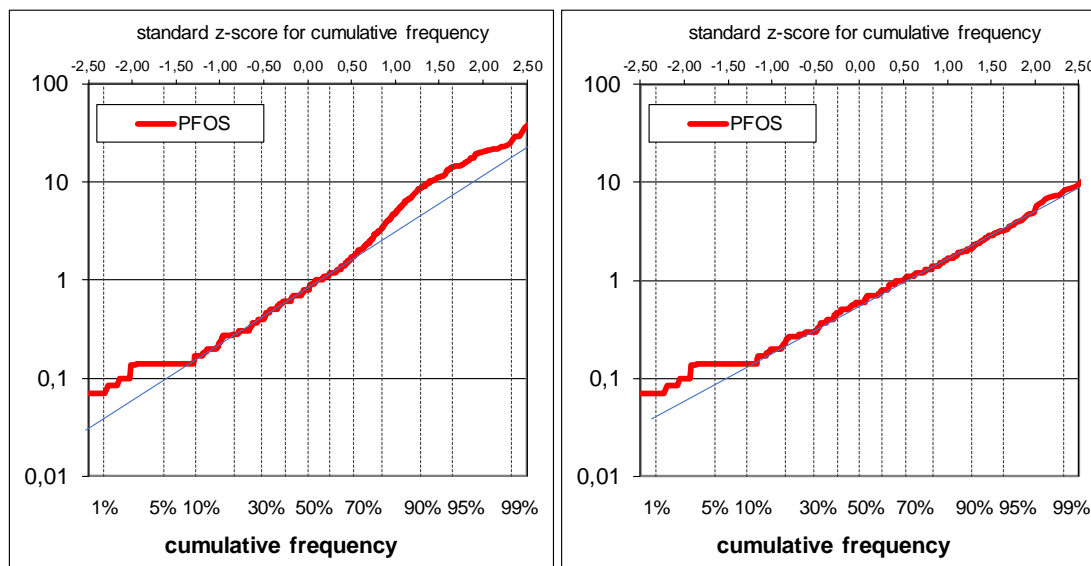 standard z-score for cumulative frequency
-2,50 -2,00 -1,50 -1,00 -0,50 0,00 0,50 1,00 1,50 2,00 2,50
100
PFOS
10
1
0,1
0,01
1% 5% 10% 30% 50% 70% 90% 95% 99%
cumulative frequency
standard z-score for cumulative frequency
-2,50 -2,00 -1,50 -1,00 -0,50 0,00 0,50 1,00 1,50 2,00 2,50
100
PFOS
10
1
0,1
0,01
1% 5% 10% 30% 50% 70% 90% 95% 99%
cumulative frequency